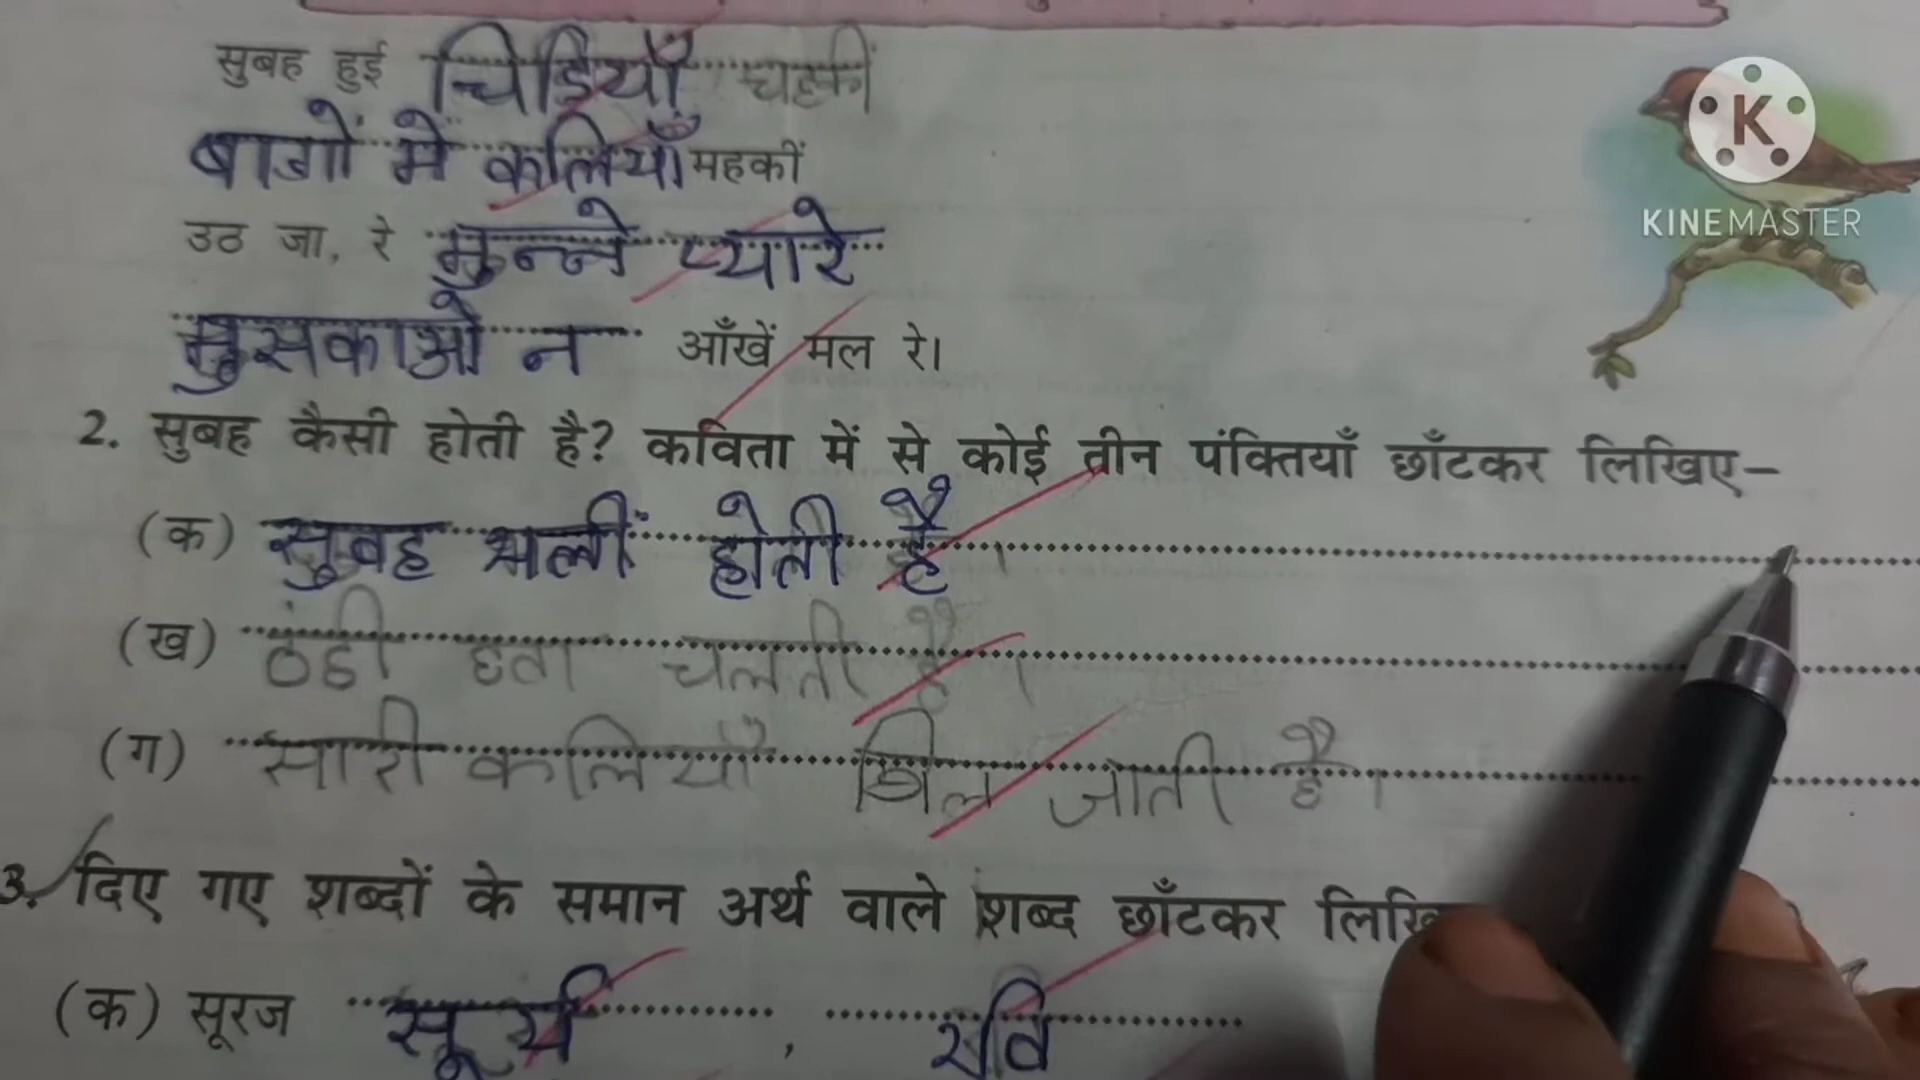 सुबह हुई चिडियाँ चहकीं
बागों में कलियाँ महकीं
उठ जा, रे मुन्ने प्यारे
मुसकाओ न आँखें मल रे।
2. सुबह कैसी होती है? कविता में से कोई तीन पंक्तियाँ छाँटकर लिखिए–
(क) सुबह भलीं होती है।
(ख) ठंडी हवा चलती है।
(ग) सारी कलियाँ खिल जाती है।
3. दिए गए शब्दों के समान अर्थ वाले शब्द छाँटकर
(क) सूरज सूर्य , रवि
K
KINEMASTER